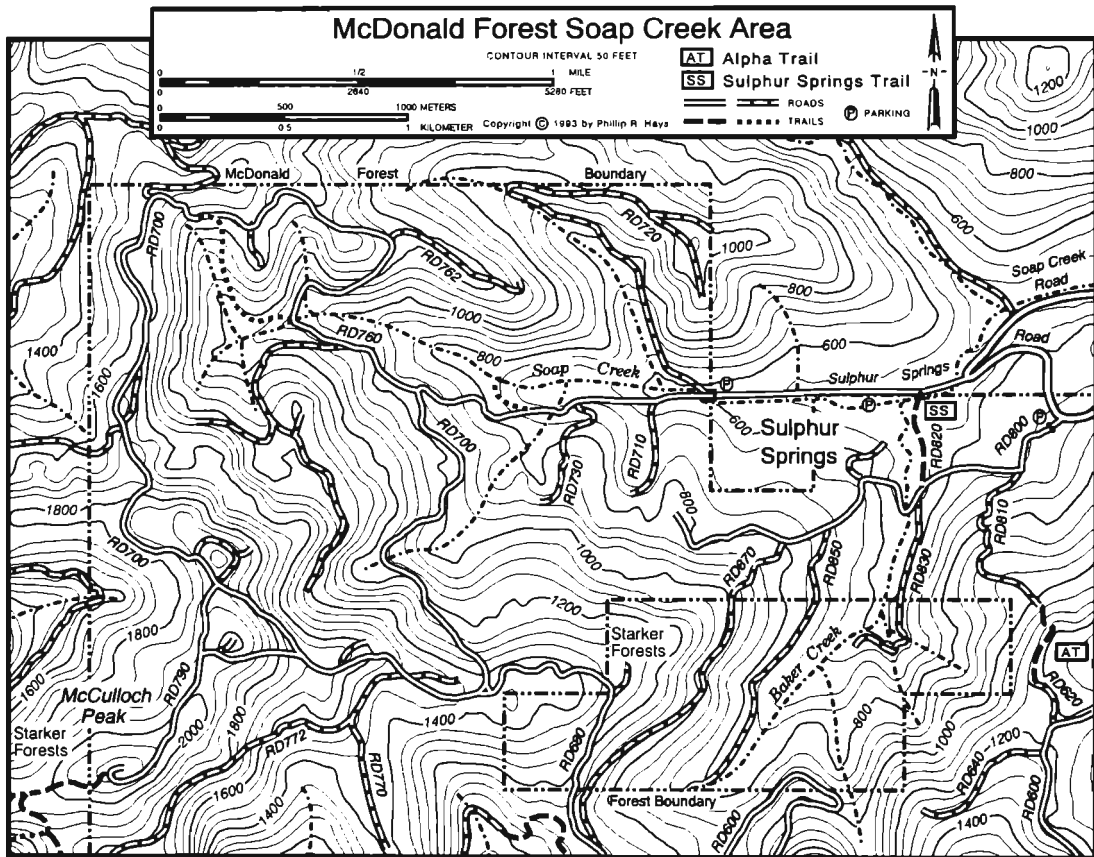 McDonald Forest Soap Creek Area
CONTOUR INTERVAL 50 FEET
0 1/2 1 MILE
0 2640 5280 FEET
0 500 1000 METERS
0 0 5 1 KILOMETER
Copyright © 1993 by Phillip R. Hays
AT Alpha Trail
SS Sulphur Springs Trail
ROADS
TRAILS
P PARKING
N
1200
1000
800
McDonald Forest Boundary
600
RD700
RD720
1000
RD762
Soap Creek
Road
800
1000
RD760
600
1400
1600
800
Soap Creek
P
Sulphur Springs Road
P
SS
P
RD800
600
Sulphur
Springs
RD820
RD700
RD710
RD730
800
RD810
1800
RD700
1000
RD870
RD850
RD830
1200
1800
Starker
Forests
AT
1600
RD790
McCulloch
Peak
Baker Creek
RD620
Starker
Forests
2000
1800
1400
800
1000
1200
RD772
RD690
RD640
1600
RD770
Forest Boundary
RD600
RD600
1400
1400